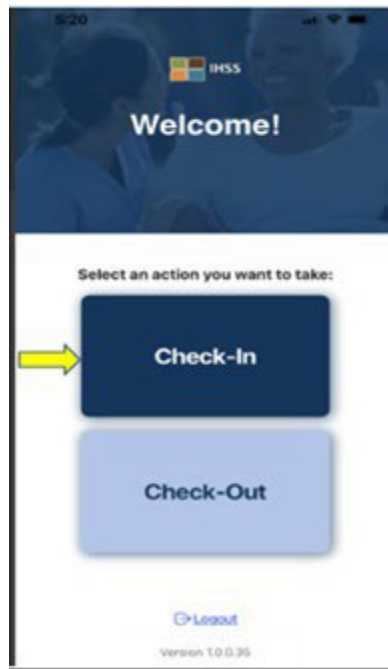 5:20
IHSS
Welcome!
Select an action you want to take:
Check-In
Check-Out
Logout
Version 1.0.0.35